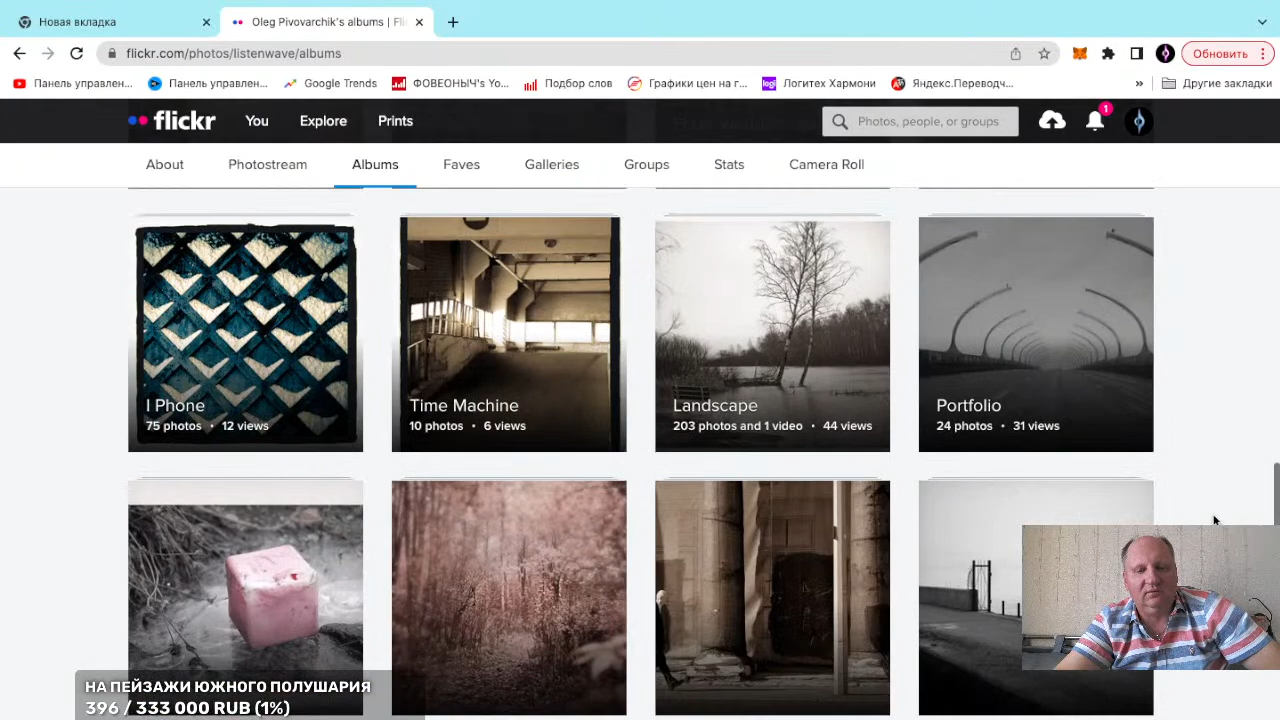 Новая вкладка
Oleg Pivovarchik's albums | Fli
flickr.com/photos/listenwave/albums
Обновить
Панель управлен...
Панель управлен...
Google Trends
ФОВЕОНЫЧ's Yo...
Подбор слов
Графики цен на г...
logi
Логитех Хармони
Яндекс.Переводч...
»
Другие закладки
flickr
You
Explore
Prints
Photos, people, or groups
1
About
Photostream
Albums
Faves
Galleries
Groups
Stats
Camera Roll
I Phone
75 photos • 12 views
Time Machine
10 photos • 6 views
Landscape
203 photos and 1 video • 44 views
Portfolio
24 photos • 31 views
НА ПЕЙЗАЖИ ЮЖНОГО ПОЛУШАРИЯ
396 / 333 000 RUB (1%)